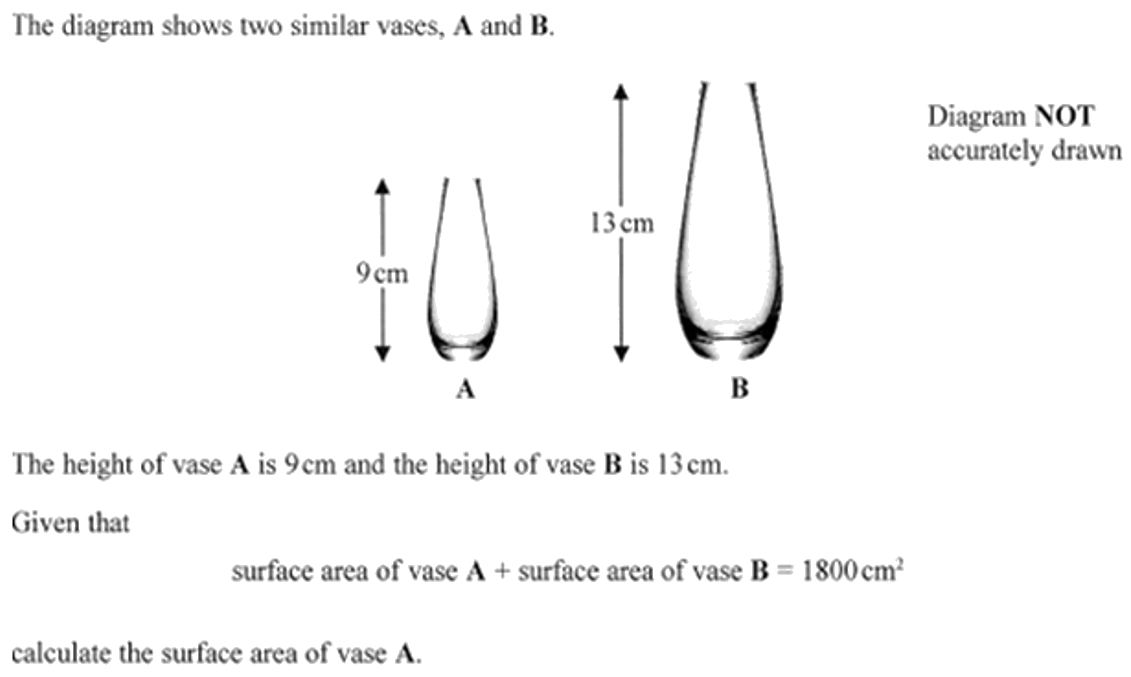 The diagram shows two similar vases, A and B.
Diagram NOT
accurately drawn
13 cm
9 cm
A
B
The height of vase A is 9 cm and the height of vase B is 13 cm.
Given that
surface area of vase A + surface area of vase B = 1800 cm²
calculate the surface area of vase A.